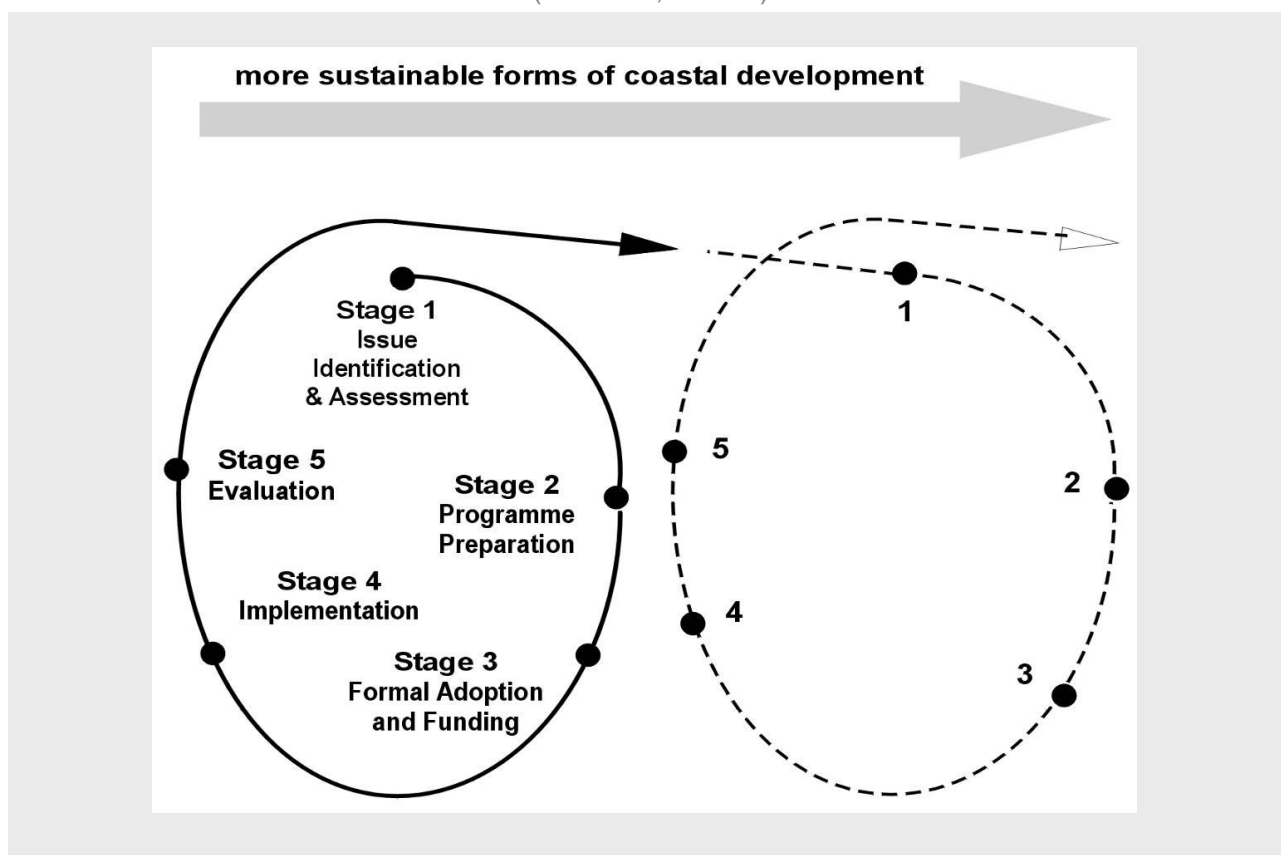 more sustainable forms of coastal development
Stage 1
Issue
Identification
& Assessment
Stage 2
Programme
Preparation
Stage 3
Formal Adoption
and Funding
Stage 4
Implementation
Stage 5
Evaluation
1
2
3
4
5